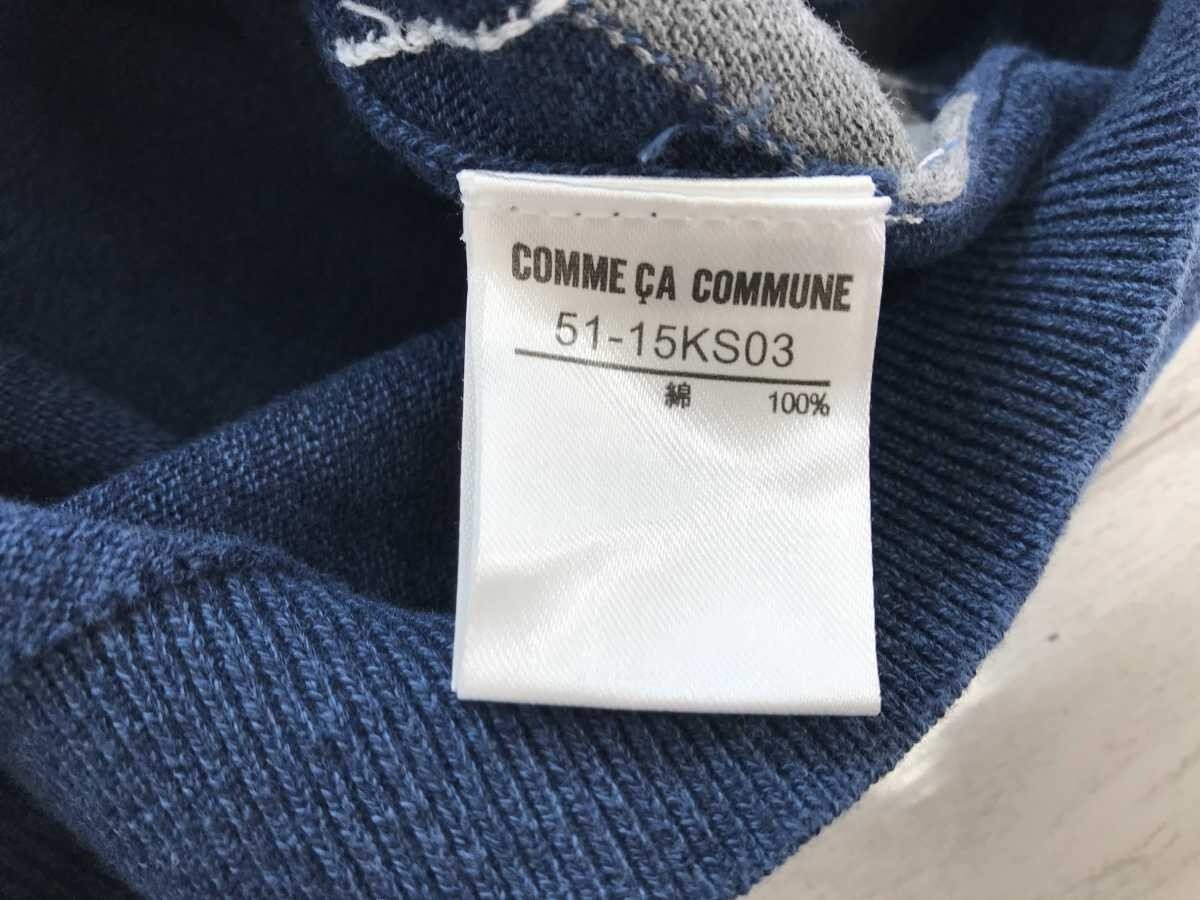 COMME ÇA COMMUNE
51-15KS03
綿 100%